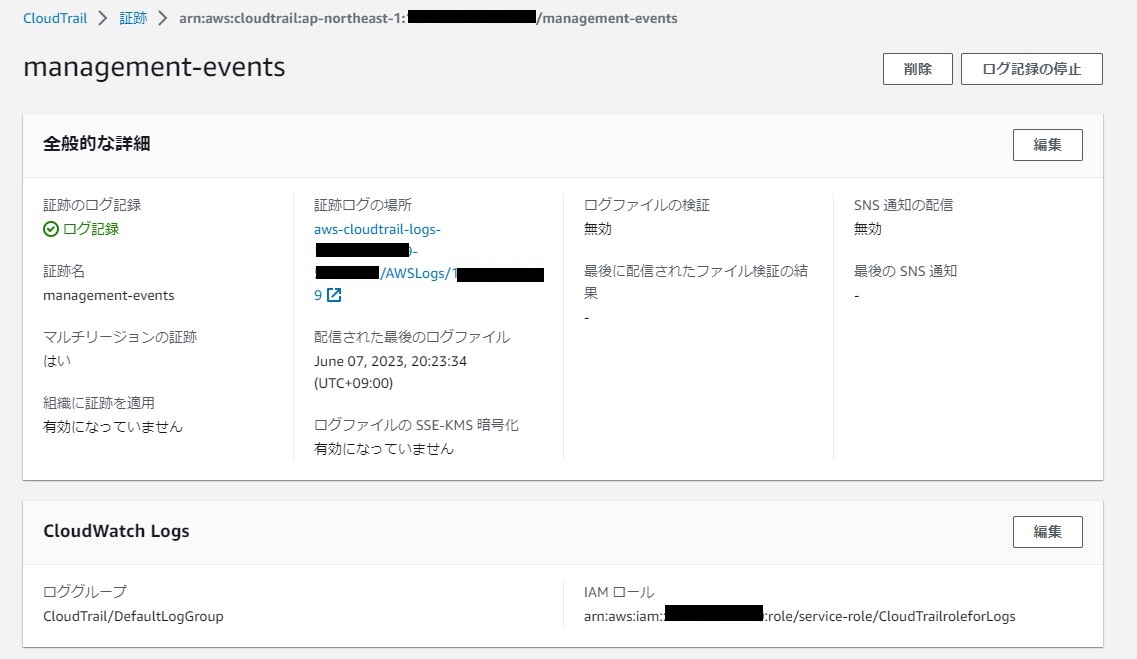 CloudTrail > 証跡 > arn:aws:cloudtrail:ap-northeast-1: /management-events
management-events
削除
ログ記録の停止
全般的な詳細
編集
証跡のログ記録
ログ記録
証跡名
management-events
マルチリージョンの証跡
はい
組織に証跡を適用
有効になっていません
証跡ログの場所
aws-cloudtrail-logs-
-
/AWSLogs/1
9
配信された最後のログファイル
June 07, 2023, 20:23:34
(UTC+09:00)
ログファイルの SSE-KMS 暗号化
有効になっていません
ログファイルの検証
無効
最後に配信されたファイル検証の結
果
-
SNS 通知の配信
無効
最後の SNS 通知
-
CloudWatch Logs
編集
ロググループ
CloudTrail/DefaultLogGroup
IAM ロール
arn:aws:iam: :role/service-role/CloudTrailroleforLogs